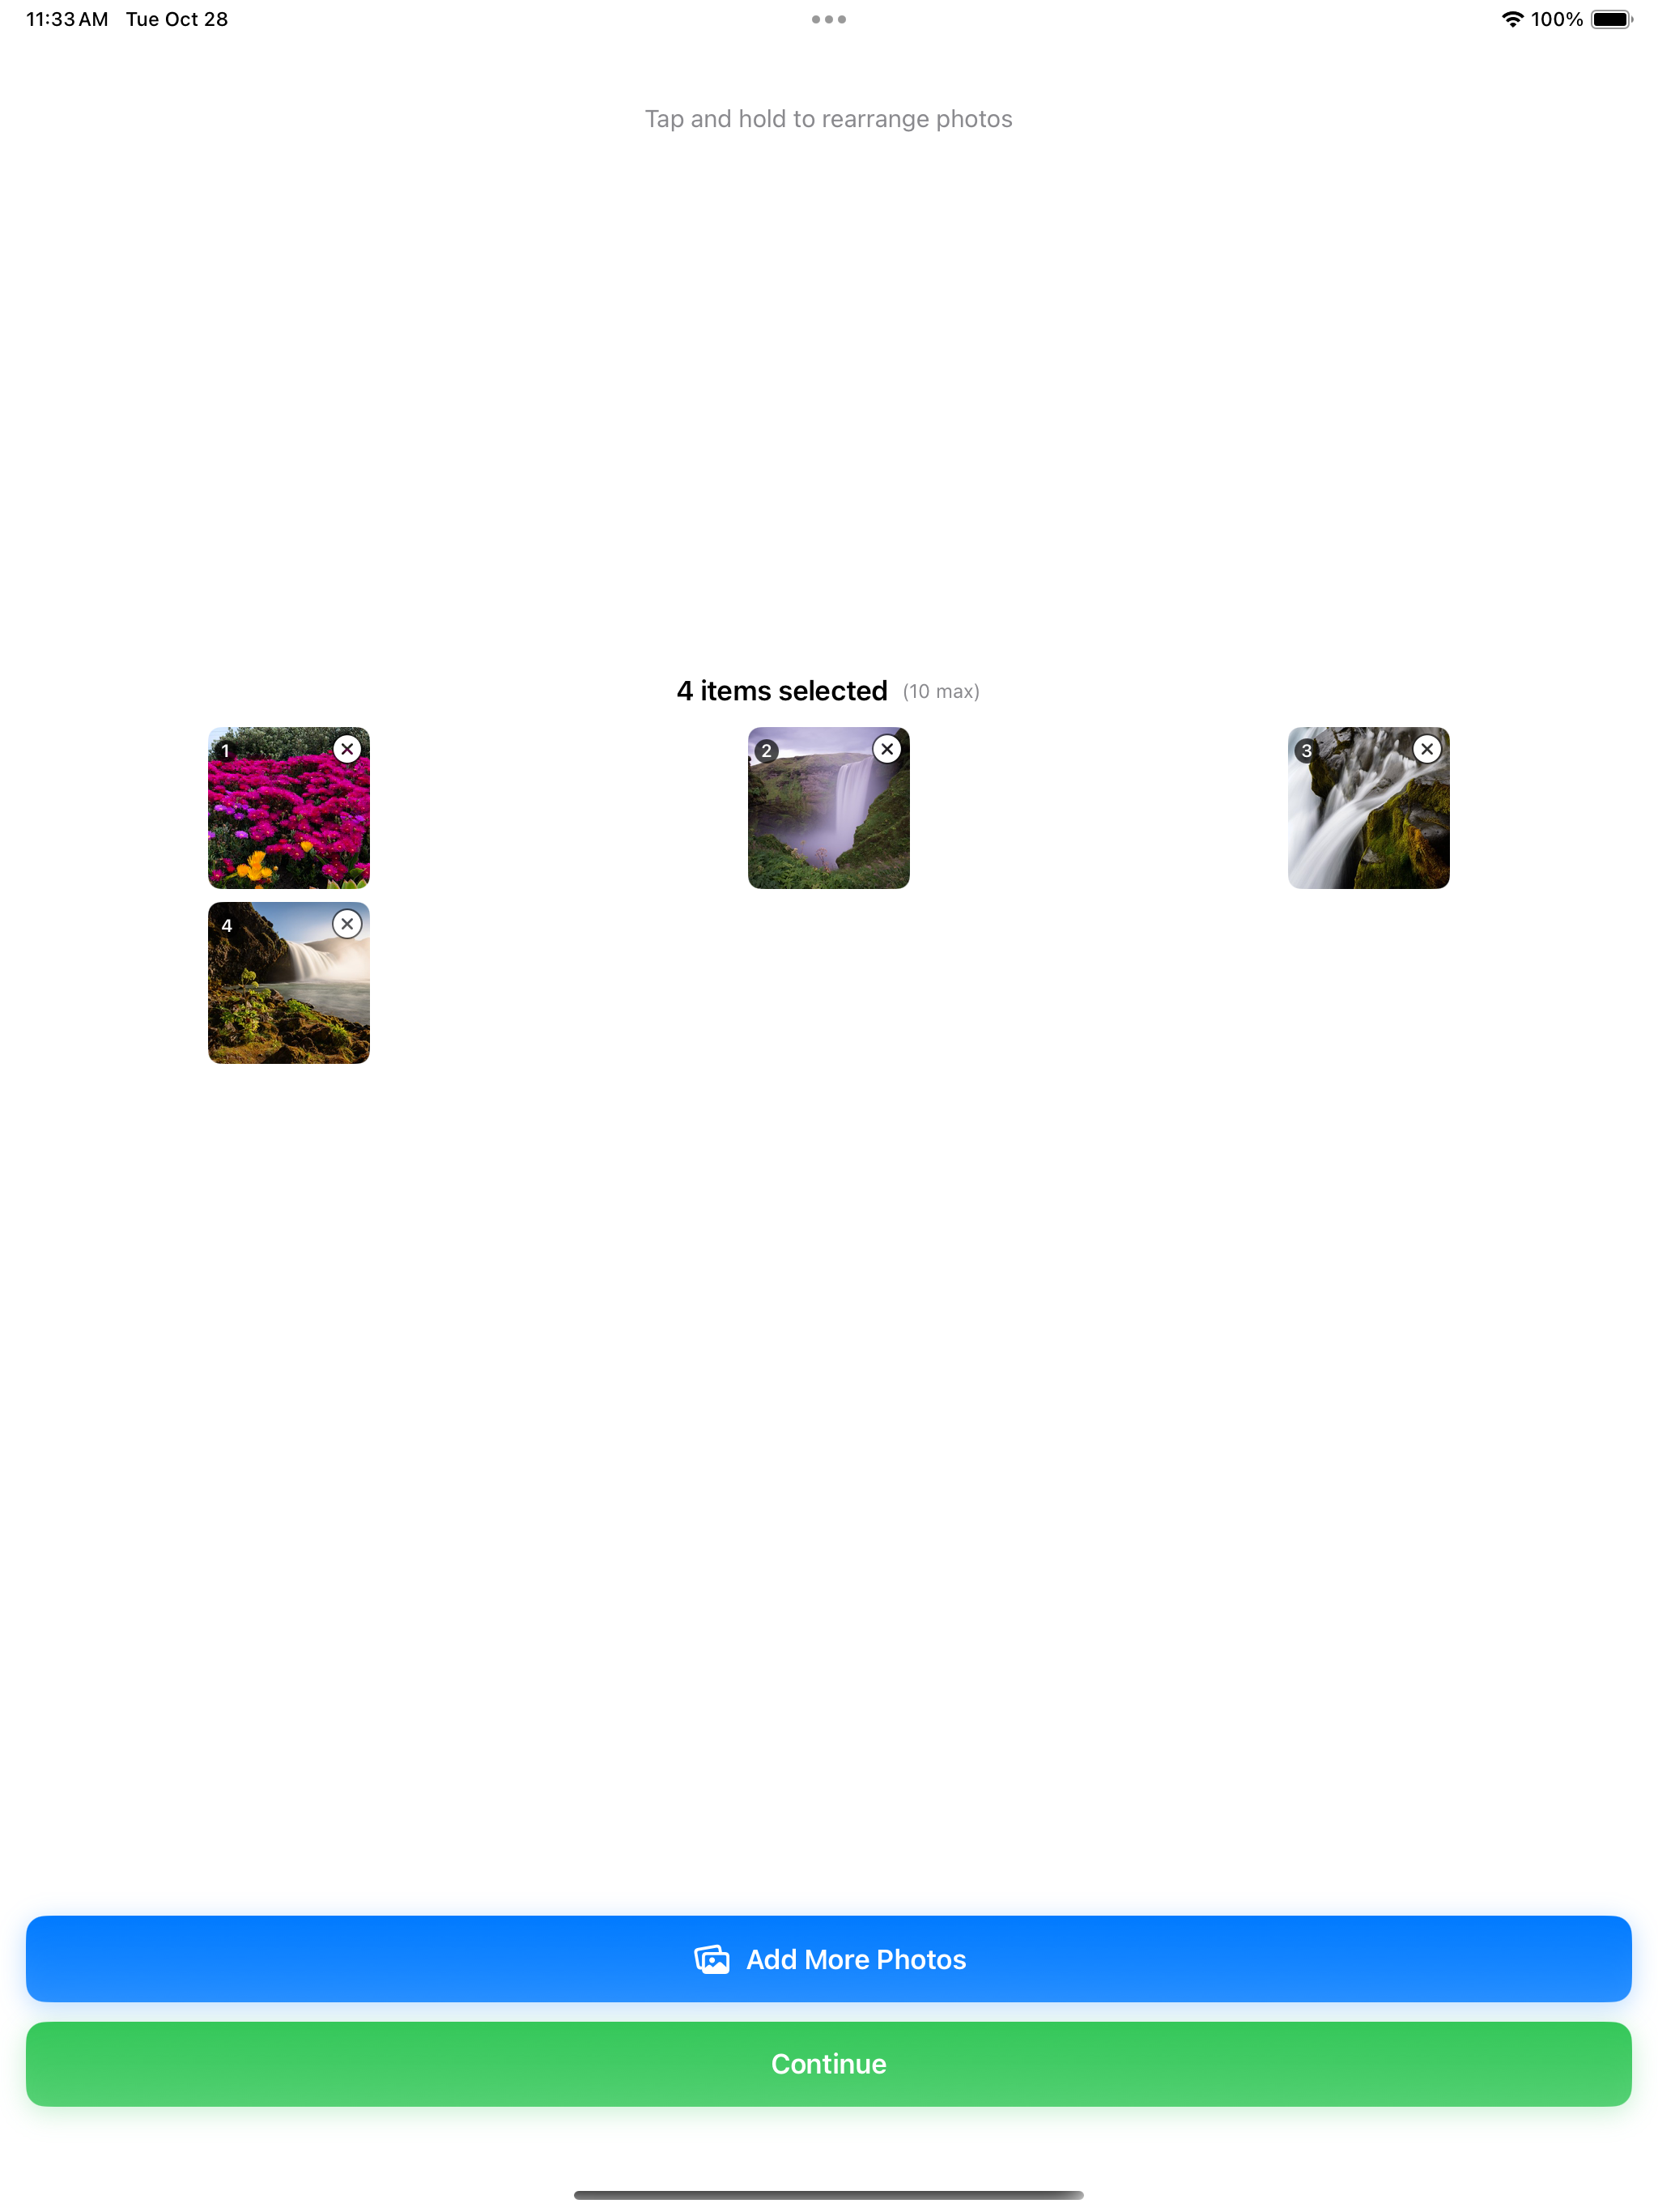 11:33 AM Tue Oct 28 100%
Tap and hold to rearrange photos
4 items selected (10 max)
1 2 3
4
Add More Photos
Continue